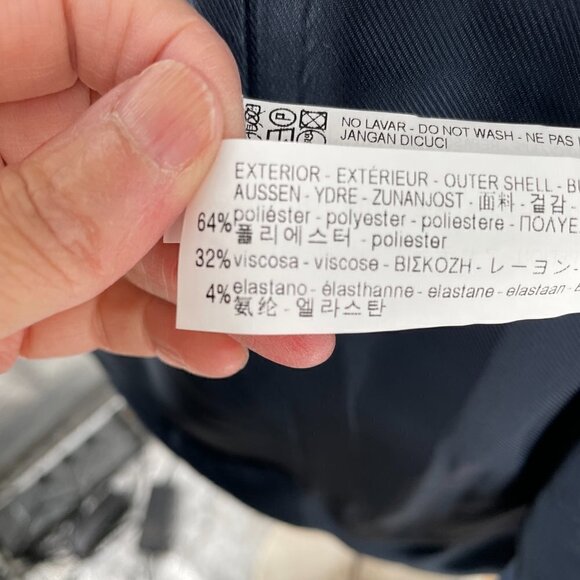 NO LAVAR - DO NOT WASH - NE PAS
JANGAN DICUCI
EXTERIOR - EXTÉRIEUR - OUTER SHELL -
AUSSEN - YDRE - ZUNANJOST - 面料 - 겉감 -
64% poliéster - polyester - poliestere - ΠΟΛΥΕ
폴리에스터 - poliester
32% viscosa - viscose - ΒΙΣΚΟΖΗ - レーヨン -
4% elastano - élasthanne - elastane - elastaan -
氨纶 - 엘라스탄